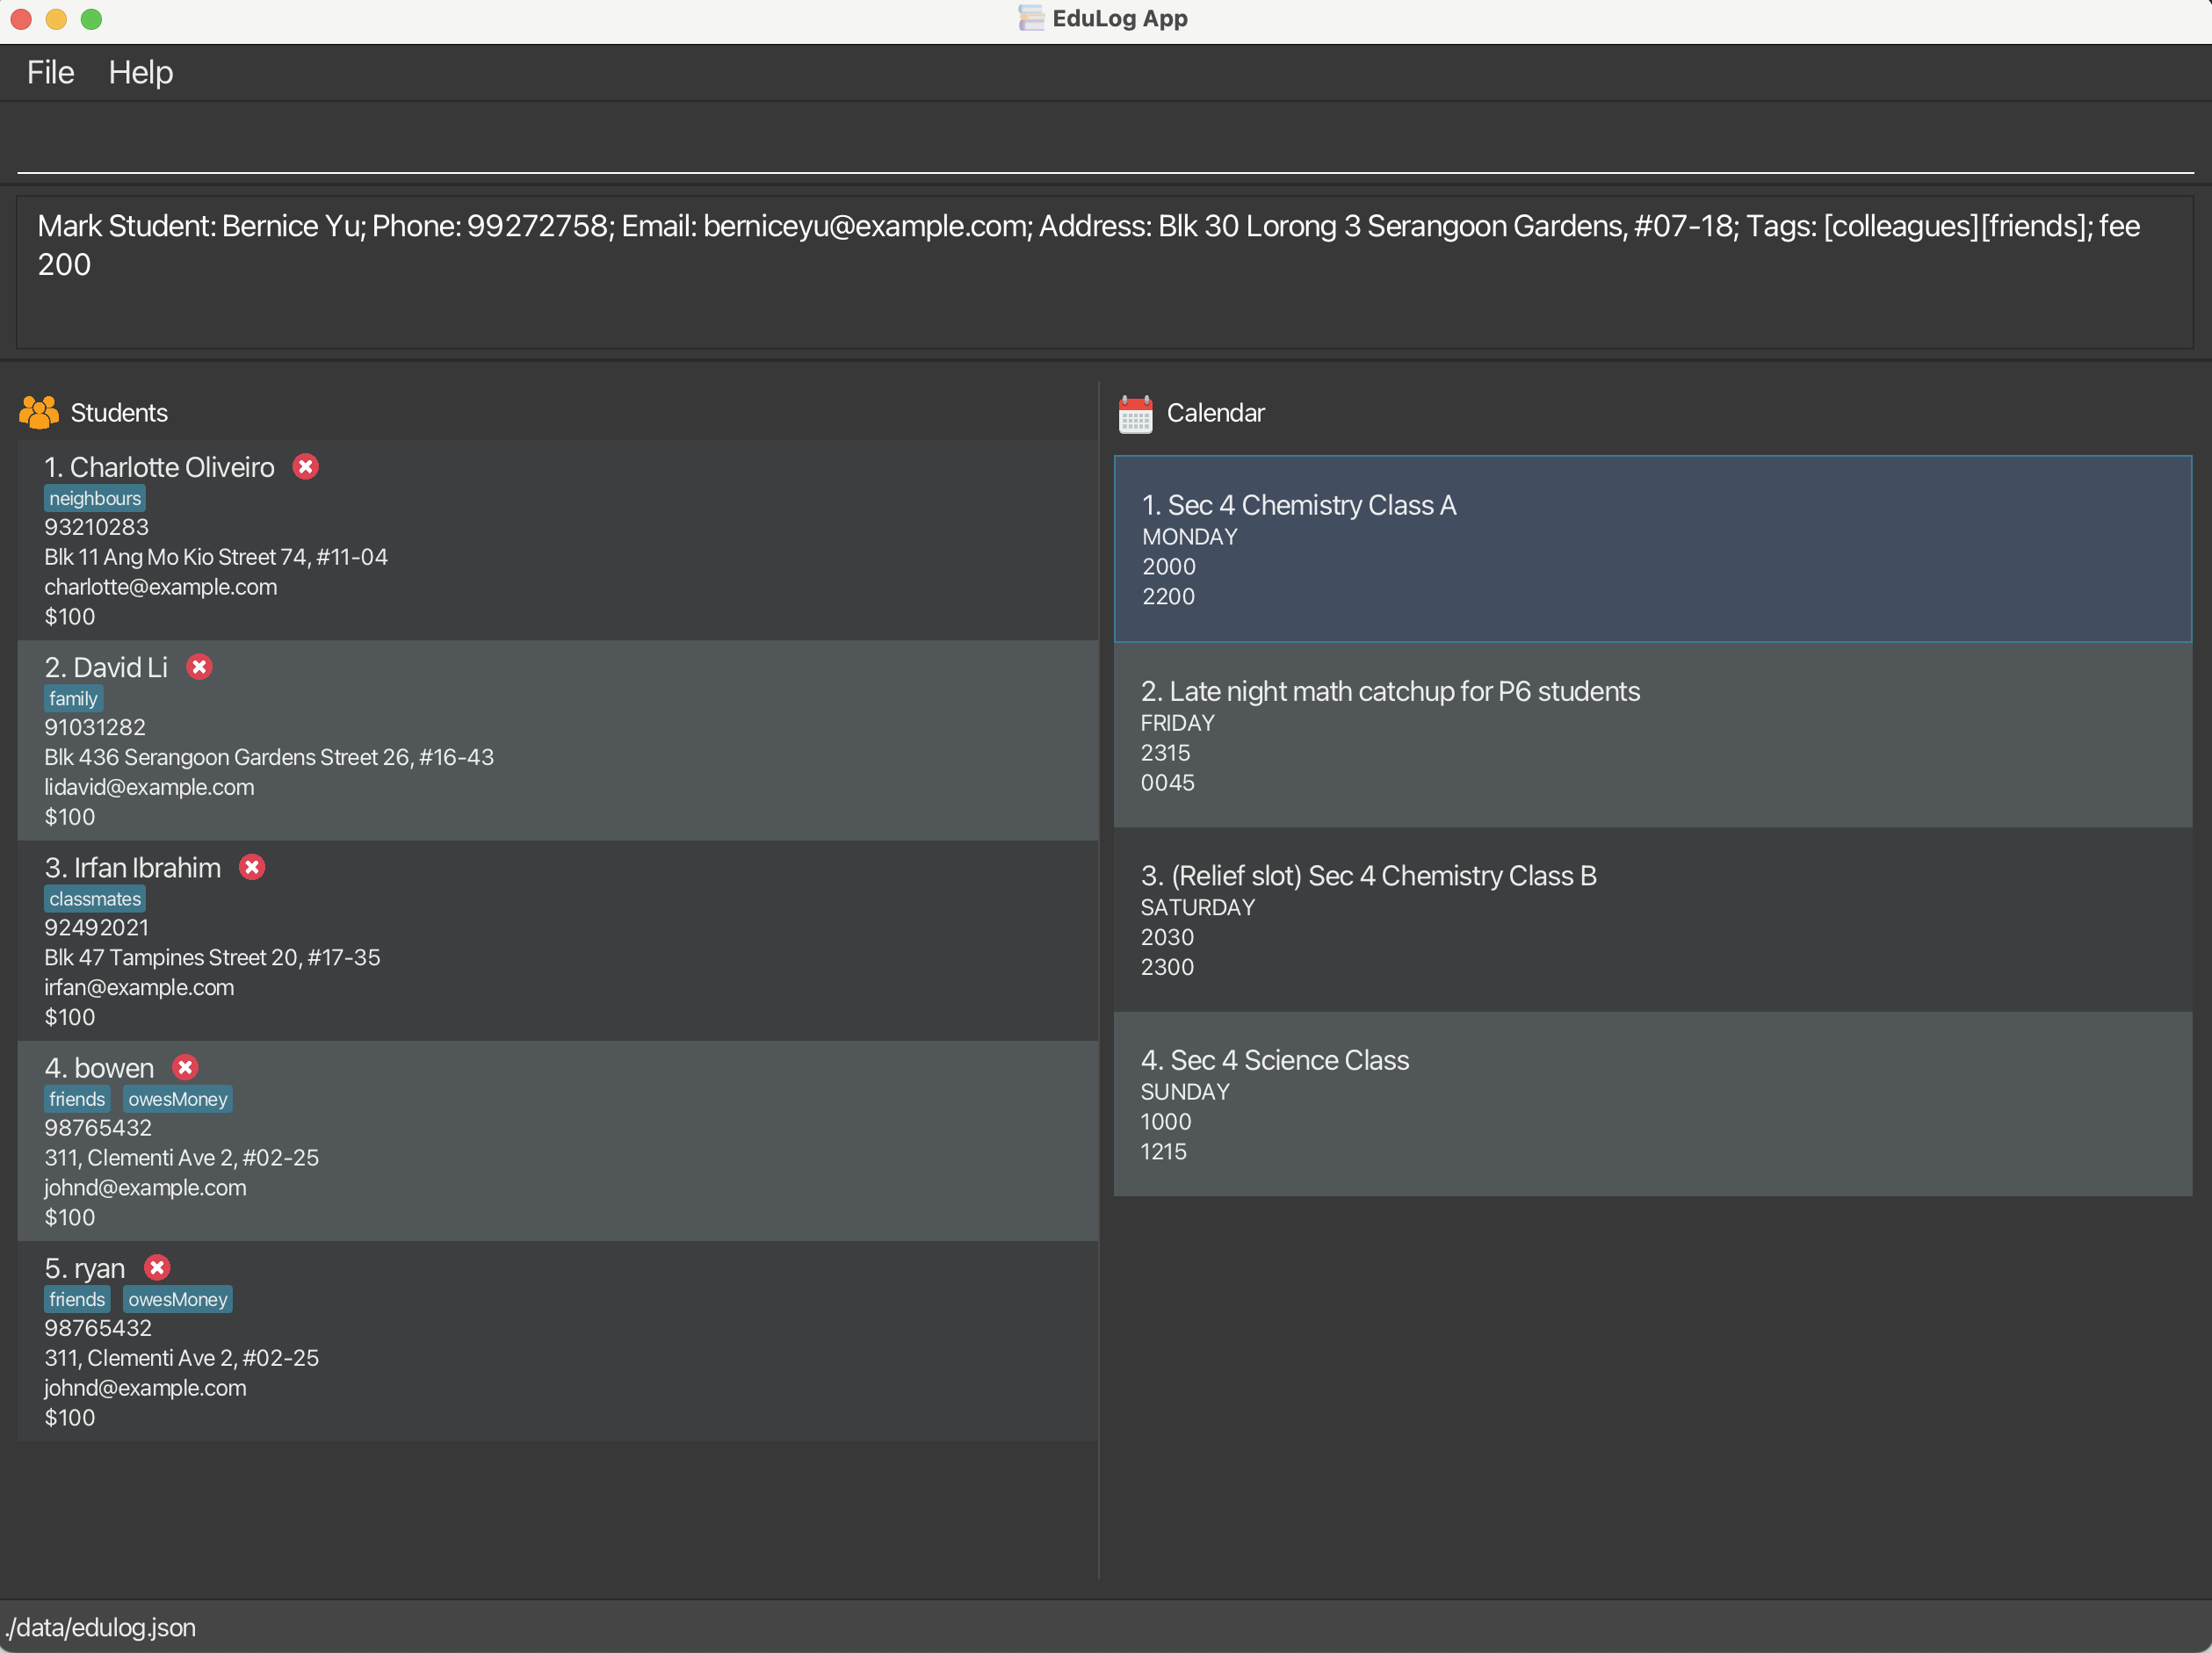 EduLog App
File Help
Mark Student: Bernice Yu; Phone: 99272758; Email: berniceyu@example.com; Address: Blk 30 Lorong 3 Serangoon Gardens, #07-18; Tags: [colleagues][friends]; fee
200
Students
1. Charlotte Oliveiro
neighbours
93210283
Blk 11 Ang Mo Kio Street 74, #11-04
charlotte@example.com
$100
2. David Li
family
91031282
Blk 436 Serangoon Gardens Street 26, #16-43
lidavid@example.com
$100
3. Irfan Ibrahim
classmates
92492021
Blk 47 Tampines Street 20, #17-35
irfan@example.com
$100
4. bowen
friends owesMoney
98765432
311, Clementi Ave 2, #02-25
johnd@example.com
$100
5. ryan
friends owesMoney
98765432
311, Clementi Ave 2, #02-25
johnd@example.com
$100
Calendar
1. Sec 4 Chemistry Class A
MONDAY
2000
2200
2. Late night math catchup for P6 students
FRIDAY
2315
0045
3. (Relief slot) Sec 4 Chemistry Class B
SATURDAY
2030
2300
4. Sec 4 Science Class
SUNDAY
1000
1215
./data/edulog.json